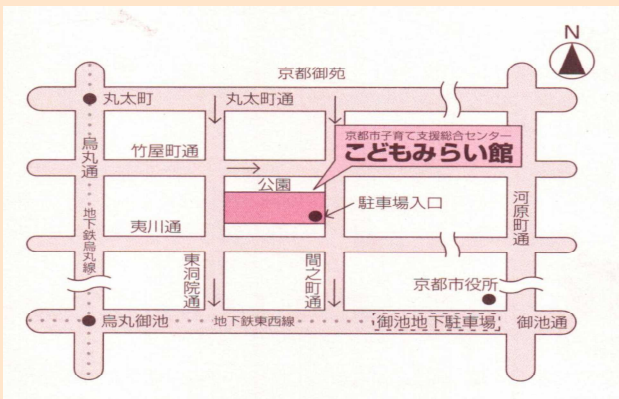 N
京都御苑
丸太町
丸太町通
京都市子育て支援総合センター
こどもみらい館
竹屋町通
烏丸通
公園
駐車場入口
河原町通
夷川通
地下鉄烏丸線
東洞院通
間之町通
京都市役所
烏丸御池
地下鉄東西線
御池地下駐車場
御池通